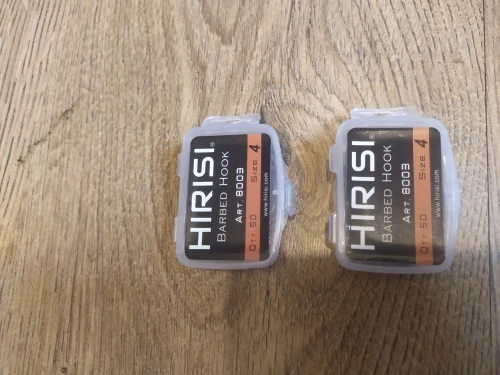 HIRISI®
BARBED HOOK
ART. 8003
QTY. 50 SIZE 4
www.hirisi.com
HIRISI®
BARBED HOOK
ART. 8003
QTY. 50 SIZE 4
www.hirisi.com